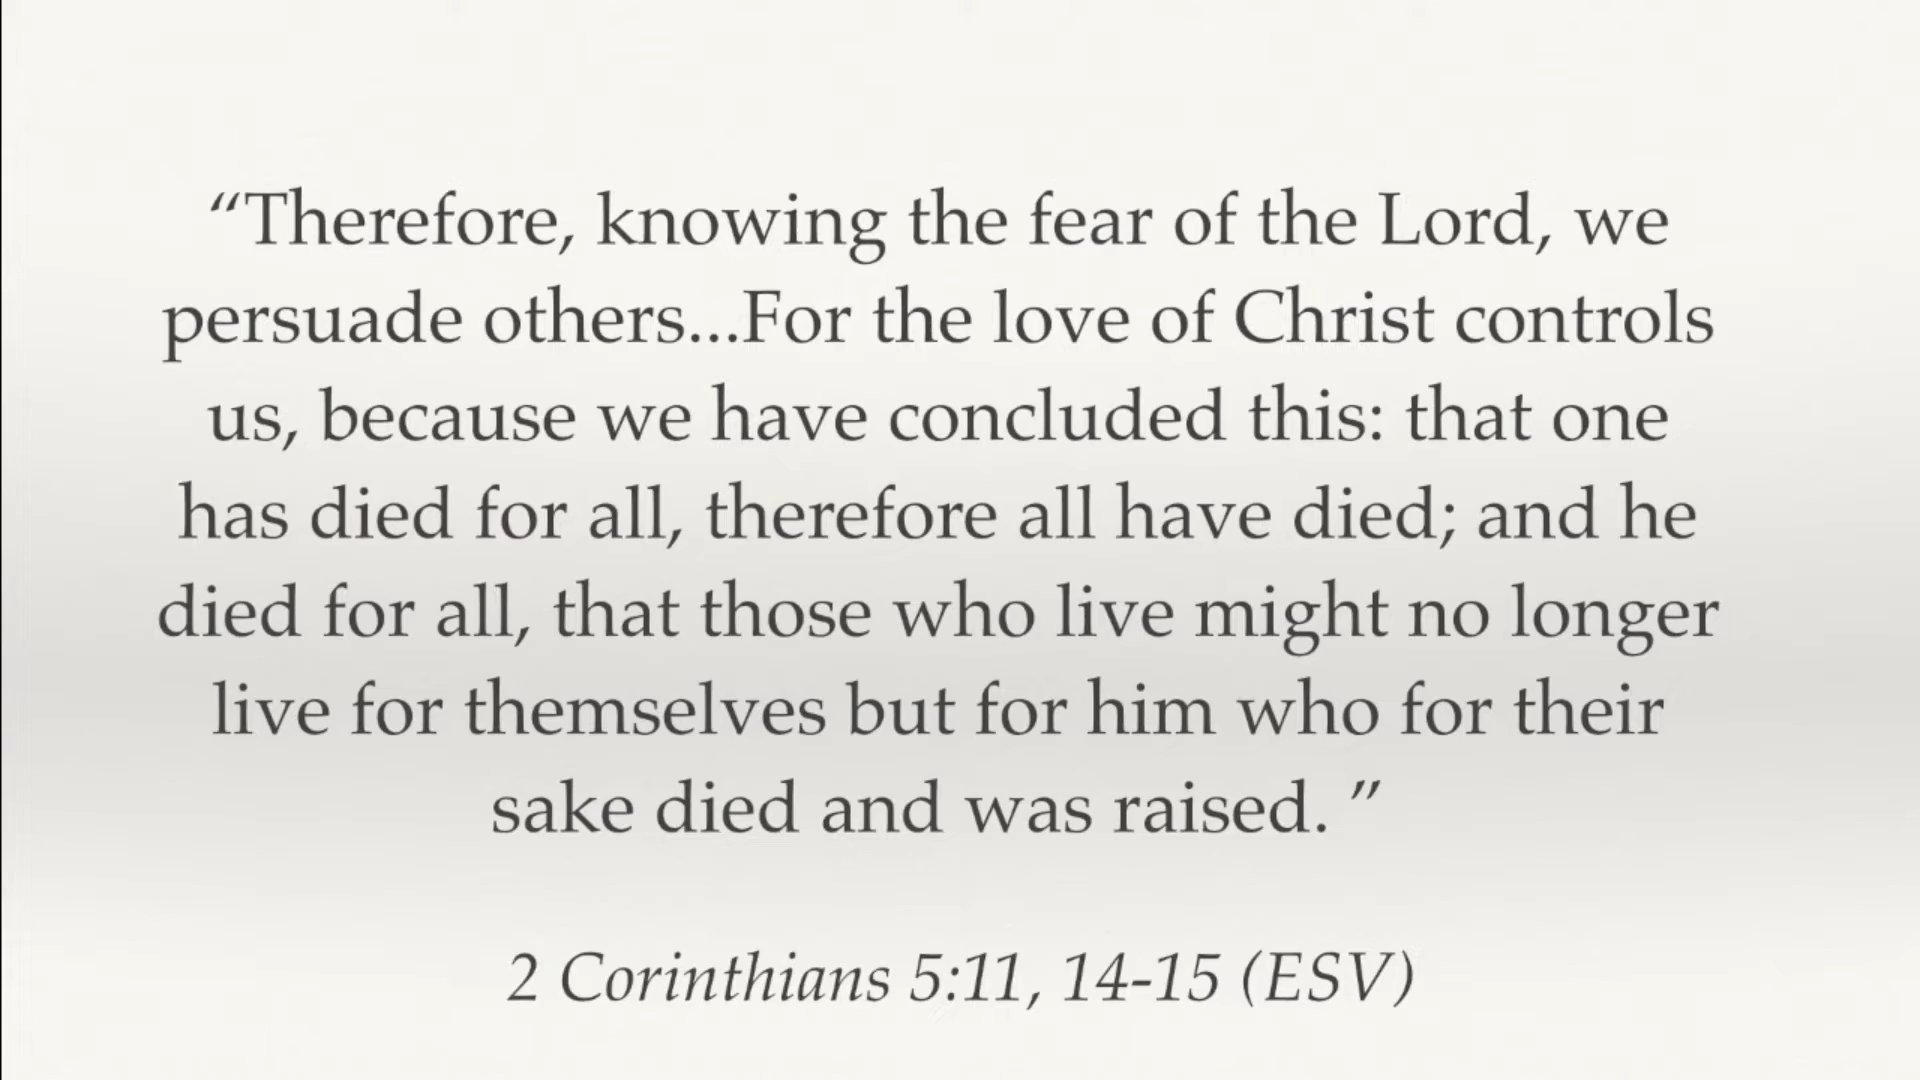 “Therefore, knowing the fear of the Lord, we
persuade others...For the love of Christ controls
us, because we have concluded this: that one
has died for all, therefore all have died; and he
died for all, that those who live might no longer
live for themselves but for him who for their
sake died and was raised. ”
2 Corinthians 5:11, 14-15 (ESV)